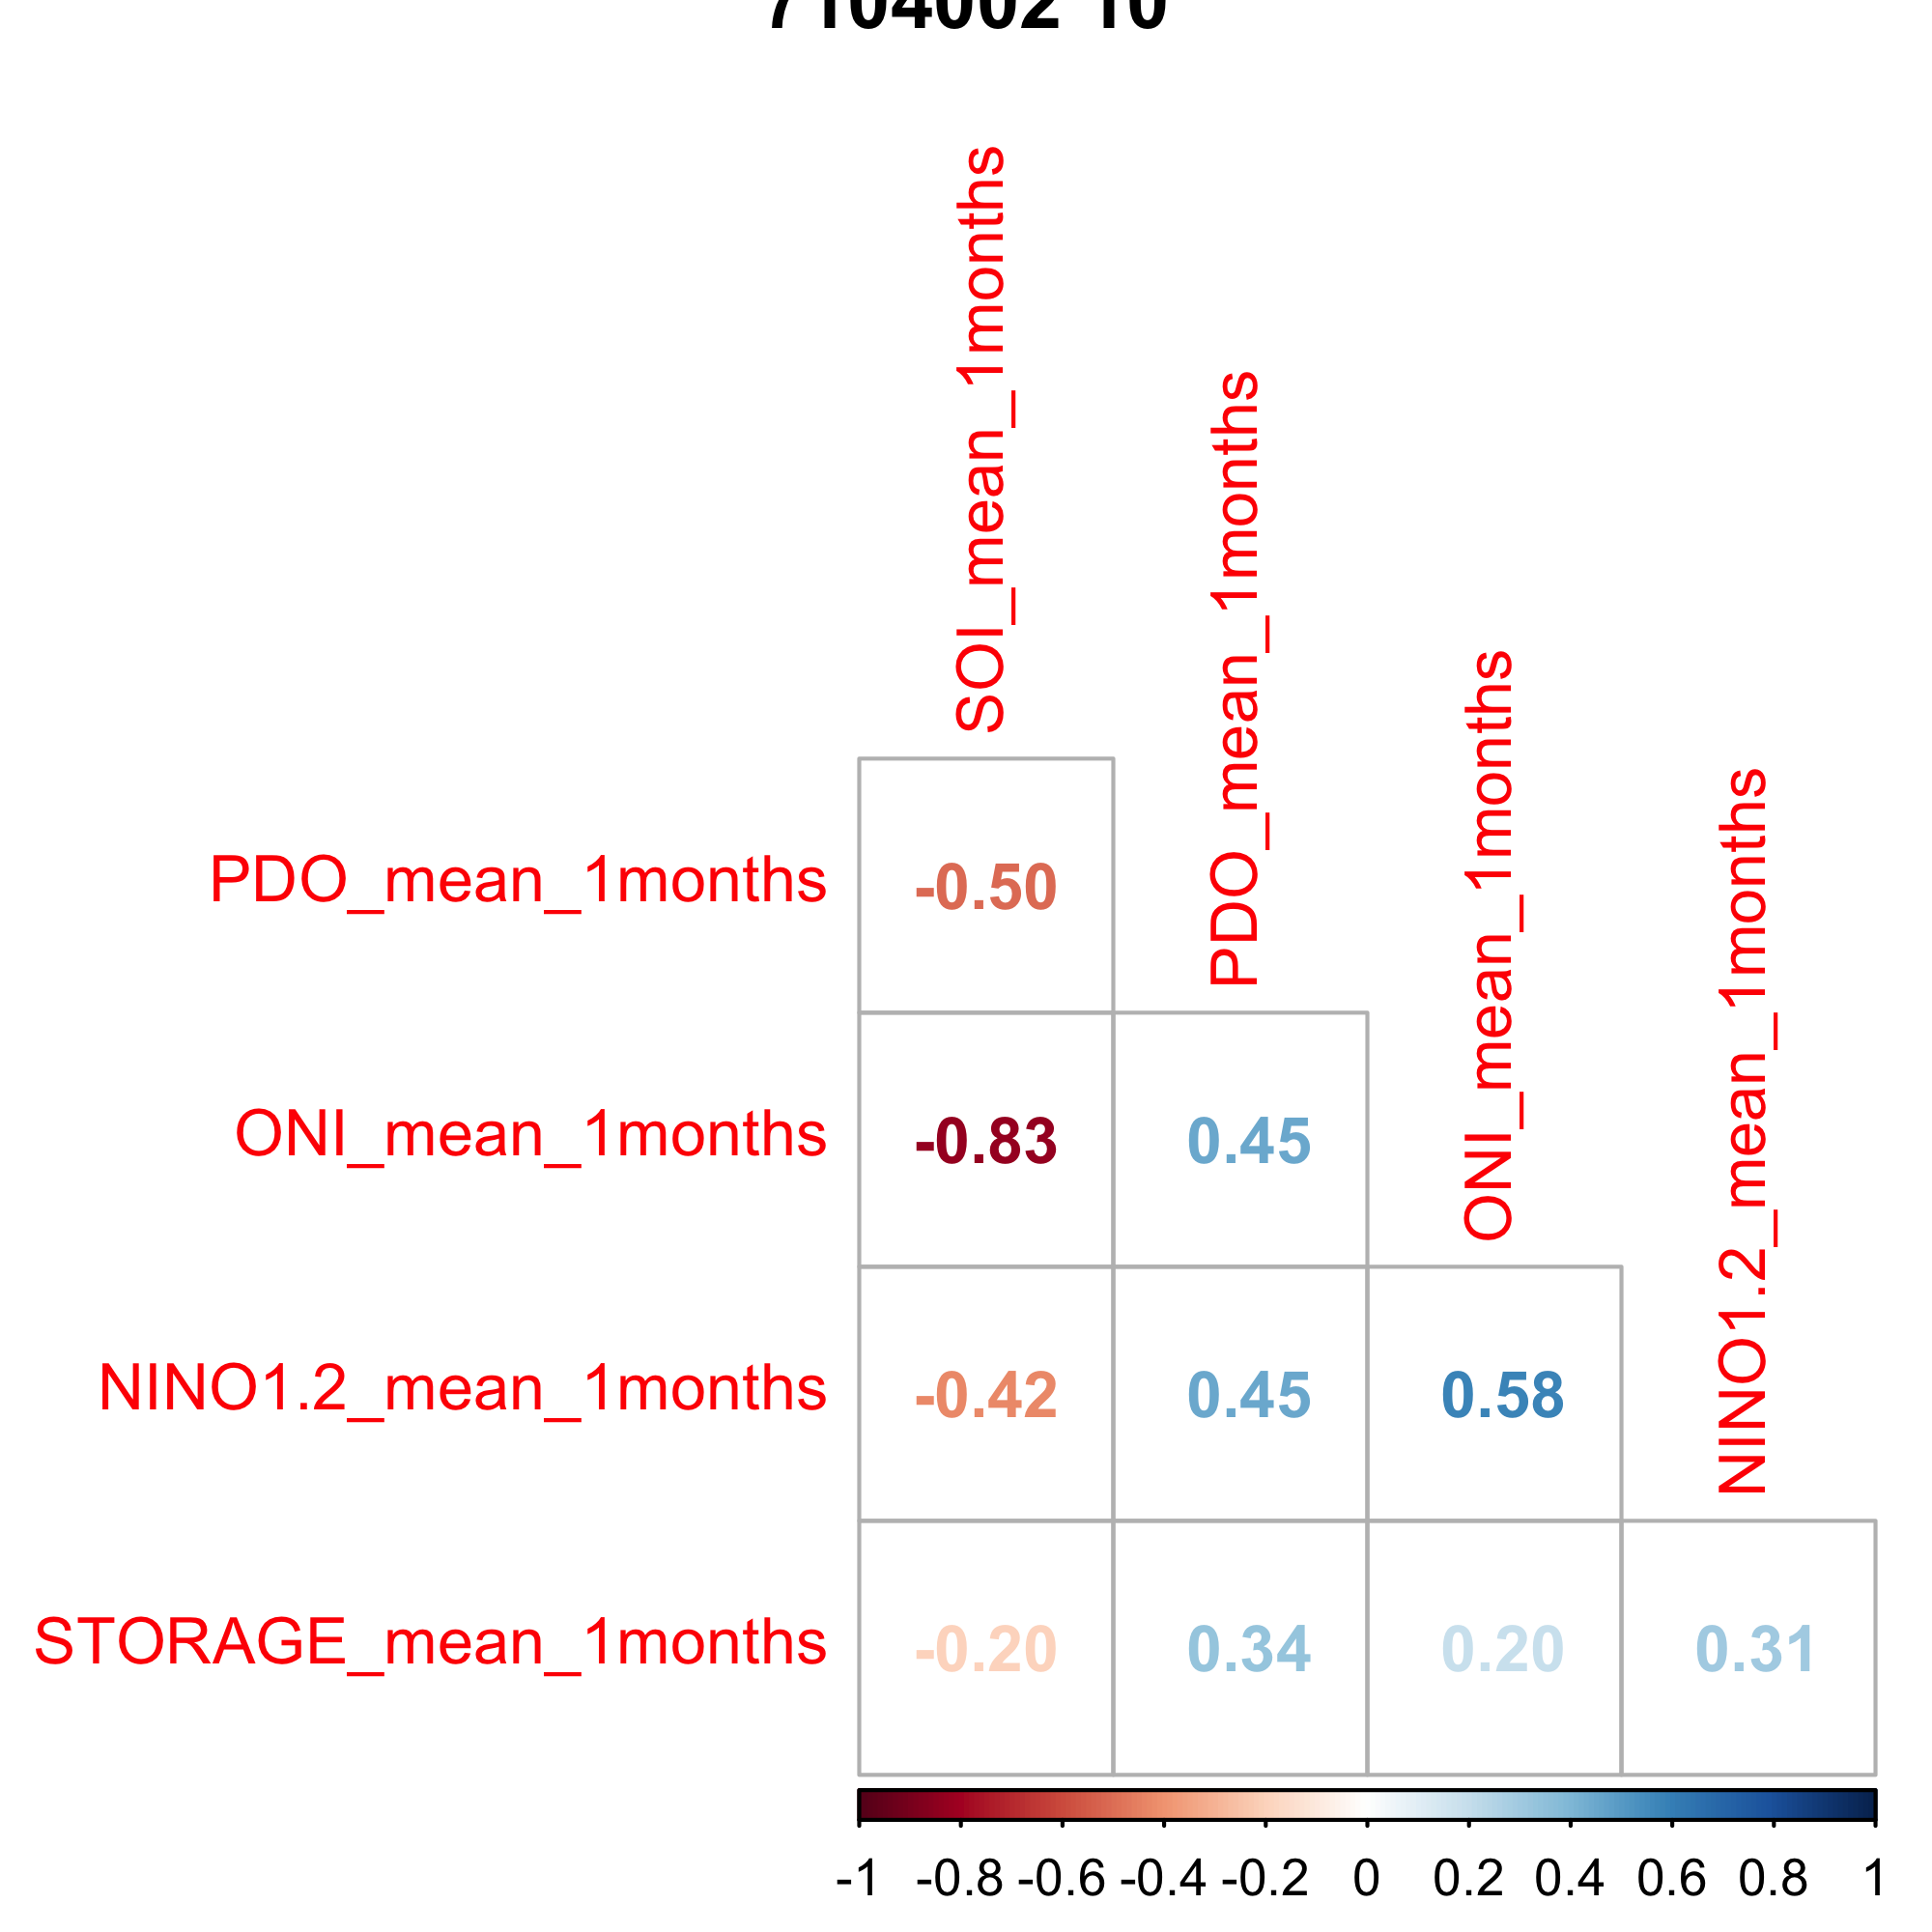 7104002 10
SOI_mean_1months
PDO_mean_1months
ONI_mean_1months
NINO1.2_mean_1months
PDO_mean_1months -0.50
ONI_mean_1months -0.83 0.45
NINO1.2_mean_1months -0.42 0.45 0.58
STORAGE_mean_1months -0.20 0.34 0.20 0.31
-1 -0.8 -0.6 -0.4 -0.2 0 0.2 0.4 0.6 0.8 1